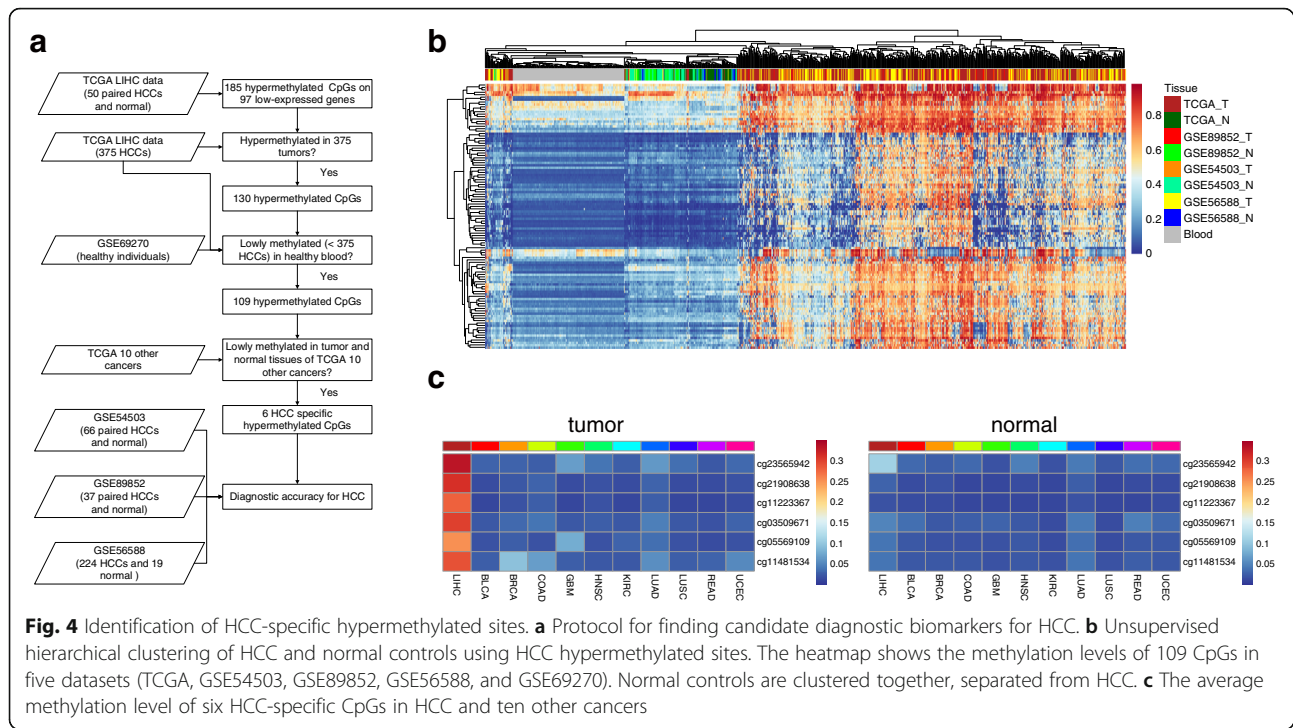 a
TCGA LIHC data
(50 paired HCCs
and normal)
185 hypermethylated CpGs on
97 low-expressed genes
TCGA LIHC data
(375 HCCs)
Hypermethylated in 375
tumors?
Yes
130 hypermethylated CpGs
GSE69270
(healthy individuals)
Lowly methylated (< 375
HCCs) in healthy blood?
Yes
109 hypermethylated CpGs
TCGA 10 other
cancers
Lowly methylated in tumor and
normal tissues of TCGA 10
other cancers?
Yes
6 HCC specific
hypermethylated CpGs
GSE54503
(66 paired HCCs
and normal)
GSE89852
(37 paired HCCs
and normal)
Diagnostic accuracy for HCC
GSE56588
(224 HCCs and 19
normal )
b
Tissue
TCGA_T
TCGA_N
GSE89852_T
GSE89852_N
GSE54503_T
GSE54503_N
GSE56588_T
GSE56588_N
Blood
0.8
0.6
0.4
0.2
0
c
tumor
cg23565942
cg21908638
cg11223367
cg03509671
cg05569109
cg11481534
LIHC
BLCA
BRCA
COAD
GBM
HNSC
KIRC
LUAD
LUSC
READ
UCEC
0.3
0.25
0.2
0.15
0.1
0.05
normal
cg23565942
cg21908638
cg11223367
cg03509671
cg05569109
cg11481534
LIHC
BLCA
BRCA
COAD
GBM
HNSC
KIRC
LUAD
LUSC
READ
UCEC
0.3
0.25
0.2
0.15
0.1
0.05
Fig. 4 Identification of HCC-specific hypermethylated sites. a Protocol for finding candidate diagnostic biomarkers for HCC. b Unsupervised
hierarchical clustering of HCC and normal controls using HCC hypermethylated sites. The heatmap shows the methylation levels of 109 CpGs in
five datasets (TCGA, GSE54503, GSE89852, GSE56588, and GSE69270). Normal controls are clustered together, separated from HCC. c The average
methylation level of six HCC-specific CpGs in HCC and ten other cancers